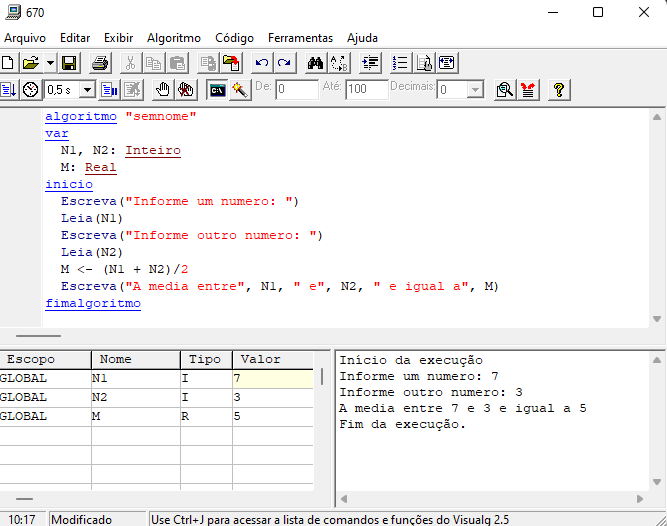 670
Arquivo Editar Exibir Algoritmo Código Ferramentas Ajuda
A B
0,5 s C:\ De: 0 Até: 100 Decimais: 0 ?
algoritmo "semnome"
var
N1, N2: Inteiro
M: Real
inicio
Escreva("Informe um numero: ")
Leia(N1)
Escreva("Informe outro numero: ")
Leia(N2)
M <- (N1 + N2)/2
Escreva("A media entre", N1, " e", N2, " e igual a", M)
fimalgoritmo
Escopo Nome Tipo Valor
GLOBAL N1 I 7
GLOBAL N2 I 3
GLOBAL M R 5
Início da execução
Informe um numero: 7
Informe outro numero: 3
A media entre 7 e 3 e igual a 5
Fim da execução.
10:17 Modificado Use Ctrl+J para acessar a lista de comandos e funções do Visualg 2.5